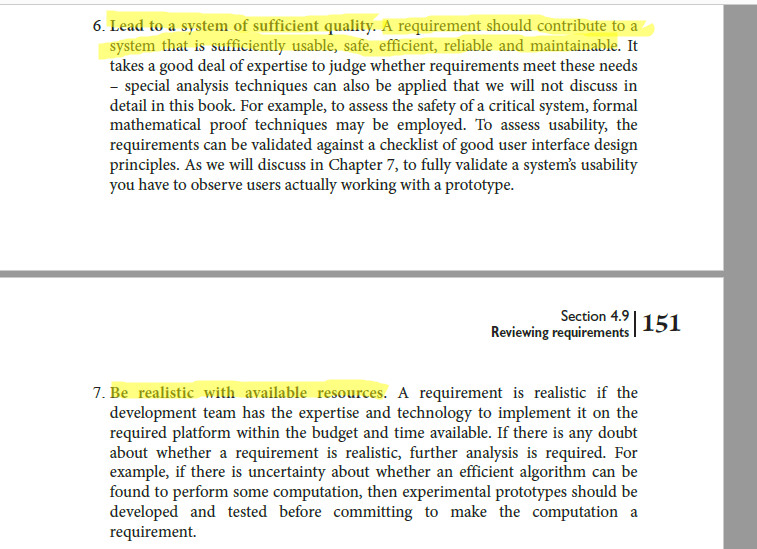 6. Lead to a system of sufficient quality. A requirement should contribute to a
system that is sufficiently usable, safe, efficient, reliable and maintainable. It
takes a good deal of expertise to judge whether requirements meet these needs
– special analysis techniques can also be applied that we will not discuss in
detail in this book. For example, to assess the safety of a critical system, formal
mathematical proof techniques may be employed. To assess usability, the
requirements can be validated against a checklist of good user interface design
principles. As we will discuss in Chapter 7, to fully validate a system's usability
you have to observe users actually working with a prototype.
Section 4.9
Reviewing requirements 151
7. Be realistic with available resources. A requirement is realistic if the
development team has the expertise and technology to implement it on the
required platform within the budget and time available. If there is any doubt
about whether a requirement is realistic, further analysis is required. For
example, if there is uncertainty about whether an efficient algorithm can be
found to perform some computation, then experimental prototypes should be
developed and tested before committing to make the computation a
requirement.